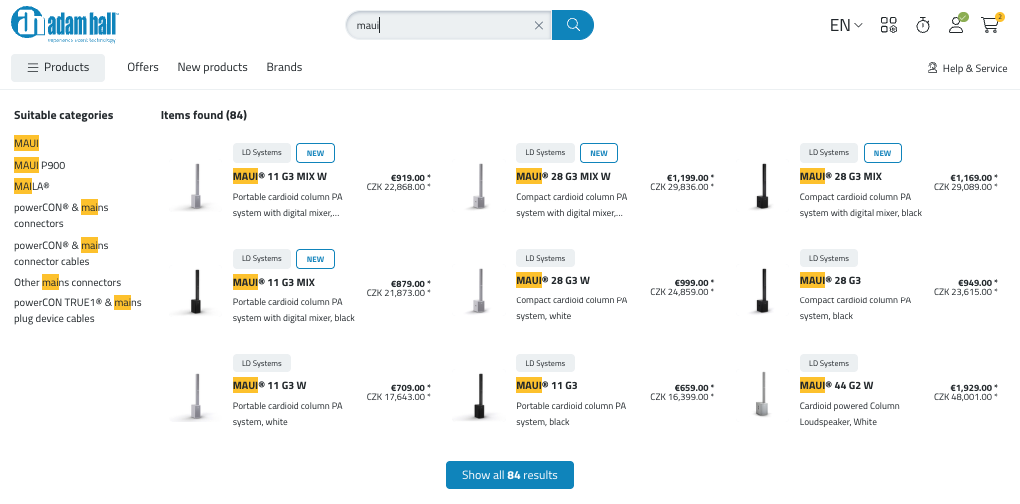 adam hall
experience event technology
maui
EN
2
Products
Offers
New products
Brands
Help & Service
Suitable categories
MAUI
MAUI P900
MAILA®
powerCON® & mains
connectors
powerCON® & mains
connector cables
Other mains connectors
powerCON TRUE1® & mains
plug device cables
Items found (84)
LD Systems
NEW
MAUI® 11 G3 MIX W
Portable cardioid column PA
system with digital mixer,...
€919.00 *
CZK 22,868.00 *
LD Systems
NEW
MAUI® 28 G3 MIX W
Compact cardioid column PA
system with digital mixer,...
€1,199.00 *
CZK 29,836.00 *
LD Systems
NEW
MAUI® 28 G3 MIX
Compact cardioid column PA
system with digital mixer, black
€1,169.00 *
CZK 29,089.00 *
LD Systems
NEW
MAUI® 11 G3 MIX
Portable cardioid column PA
system with digital mixer, black
€879.00 *
CZK 21,873.00 *
LD Systems
MAUI® 28 G3 W
Compact cardioid column PA
system, white
€999.00 *
CZK 24,859.00 *
LD Systems
MAUI® 28 G3
Compact cardioid column PA
system, black
€949.00 *
CZK 23,615.00 *
LD Systems
MAUI® 11 G3 W
Portable cardioid column PA
system, white
€709.00 *
CZK 17,643.00 *
LD Systems
MAUI® 11 G3
Portable cardioid column PA
system, black
€659.00 *
CZK 16,399.00 *
LD Systems
MAUI® 44 G2 W
Cardioid powered Column
Loudspeaker, White
€1,929.00 *
CZK 48,001.00 *
Show all 84 results